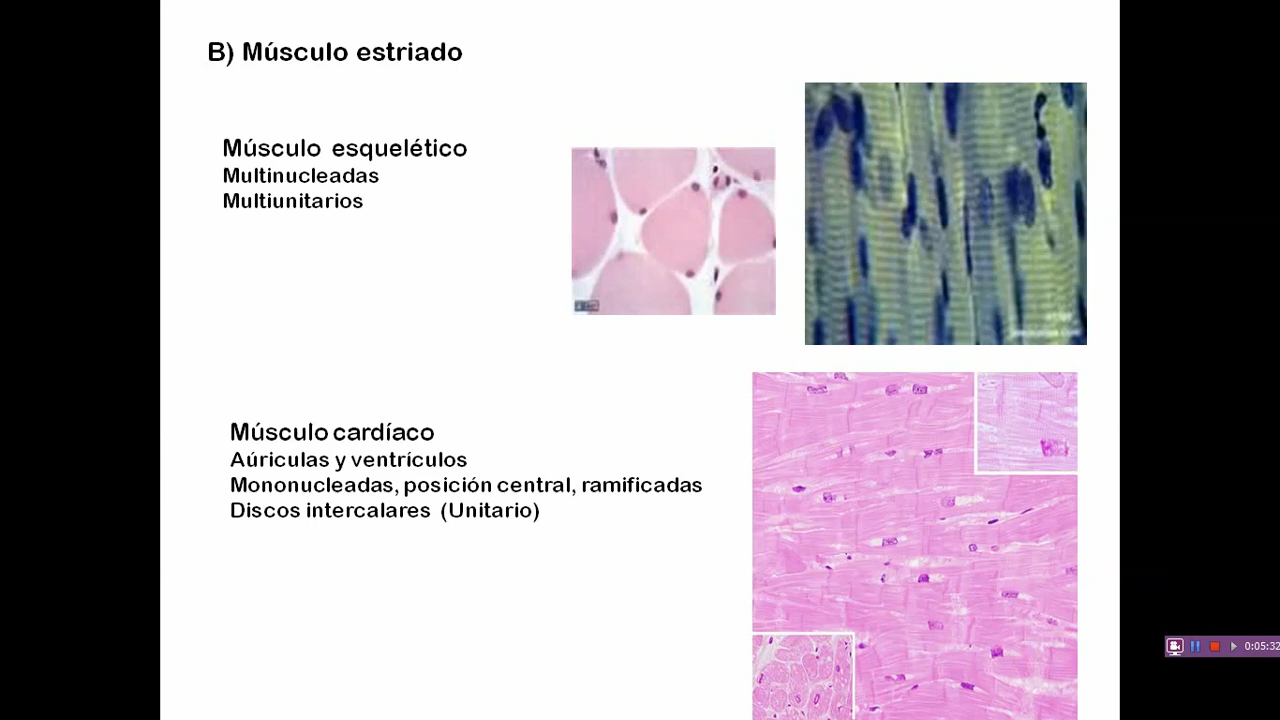 B) Músculo estriado
Músculo esquelético
Multinucleadas
Multiunitarios
Músculo cardíaco
Aúriculas y ventrículos
Mononucleadas, posición central, ramificadas
Discos intercalares (Unitario)
0:05:32